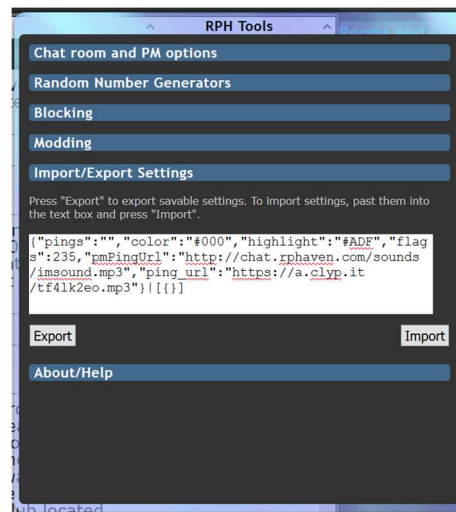 RPH Tools
Rooms and
Chat room and PM options
Random Number Generators
Blocking
Modding
Import/Export Settings
Press "Export" to export savable settings. To import settings, past them into
the text box and press "Import".
{"pings":"","color":"#000","highlight":"#ADF","flag
s":235,"pmPingUrl":"http://chat.rphaven.com/sounds
/imsound.mp3","ping_url":"https://a.clyp.it
/tf4lk2eo.mp3"}|[{}]
Export
Import
About/Help
located